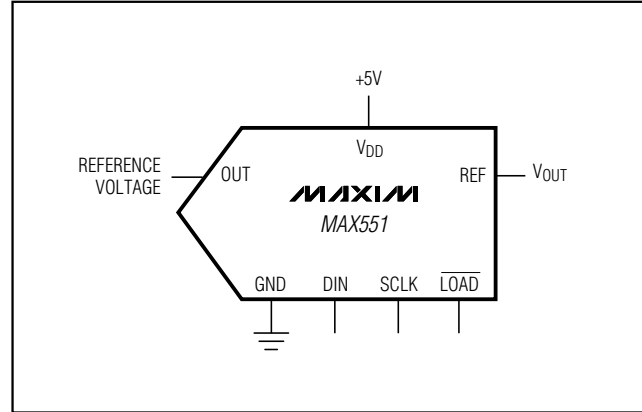 +5V
VDD
REFERENCE
VOLTAGE
OUT
REF
VOUT
MAXIM
MAX551
GND
DIN
SCLK
LOAD